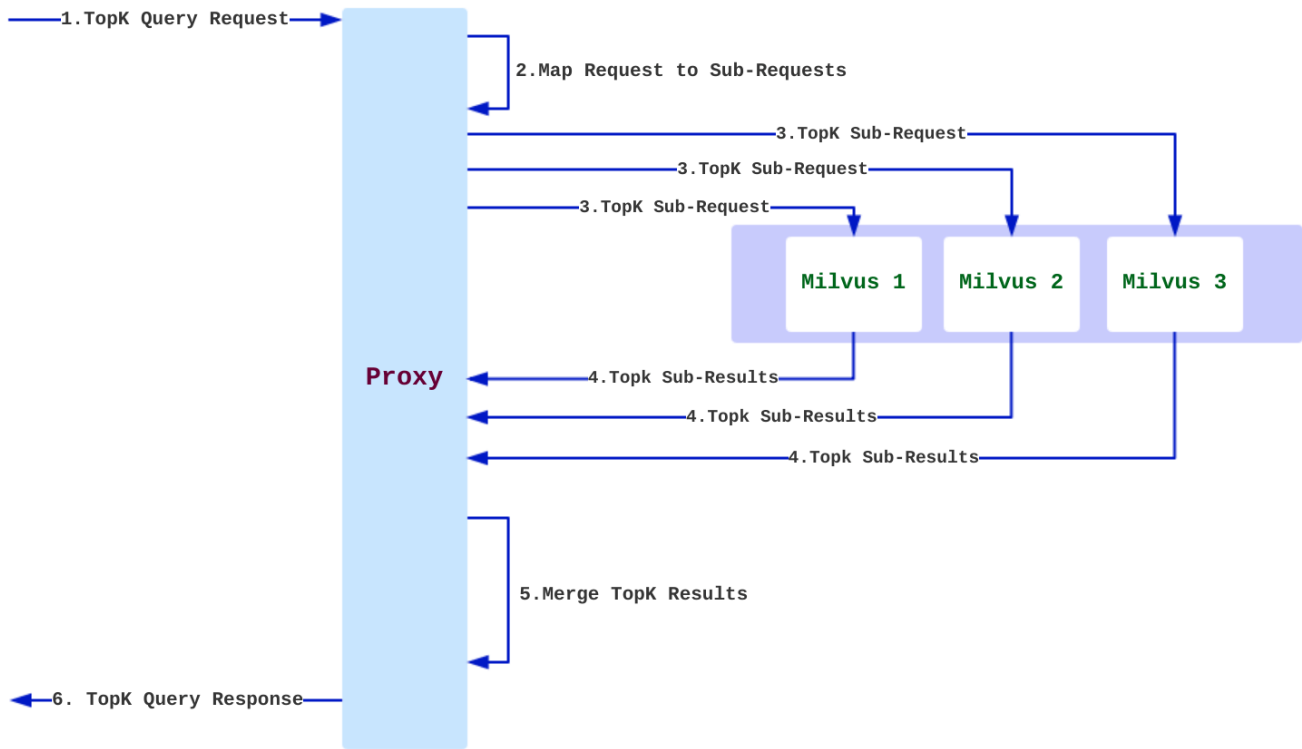 1.TopK Query Request
2.Map Request to Sub-Requests
3.TopK Sub-Request
3.TopK Sub-Request
3.TopK Sub-Request
Milvus 1
Milvus 2
Milvus 3
Proxy
4.Topk Sub-Results
4.Topk Sub-Results
4.Topk Sub-Results
5.Merge TopK Results
6. TopK Query Response